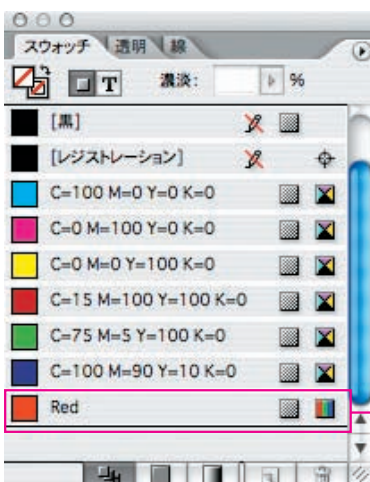 スウォッチ 透明 線
T 濃淡: %
[黒]
[レジストレーション]
C=100 M=0 Y=0 K=0
C=0 M=100 Y=0 K=0
C=0 M=0 Y=100 K=0
C=15 M=100 Y=100 K=0
C=75 M=5 Y=100 K=0
C=100 M=90 Y=10 K=0
Red